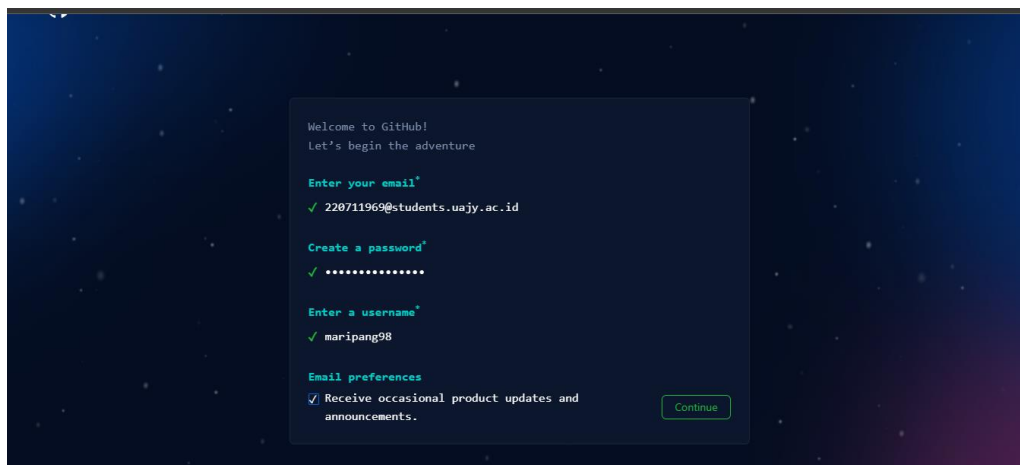 Welcome to GitHub!
Let’s begin the adventure
Enter your email*
✓ 220711969@students.uajy.ac.id
Create a password*
✓ •••••••••••••••
Enter a username*
✓ maripang98
Email preferences
Receive occasional product updates and
announcements.
Continue